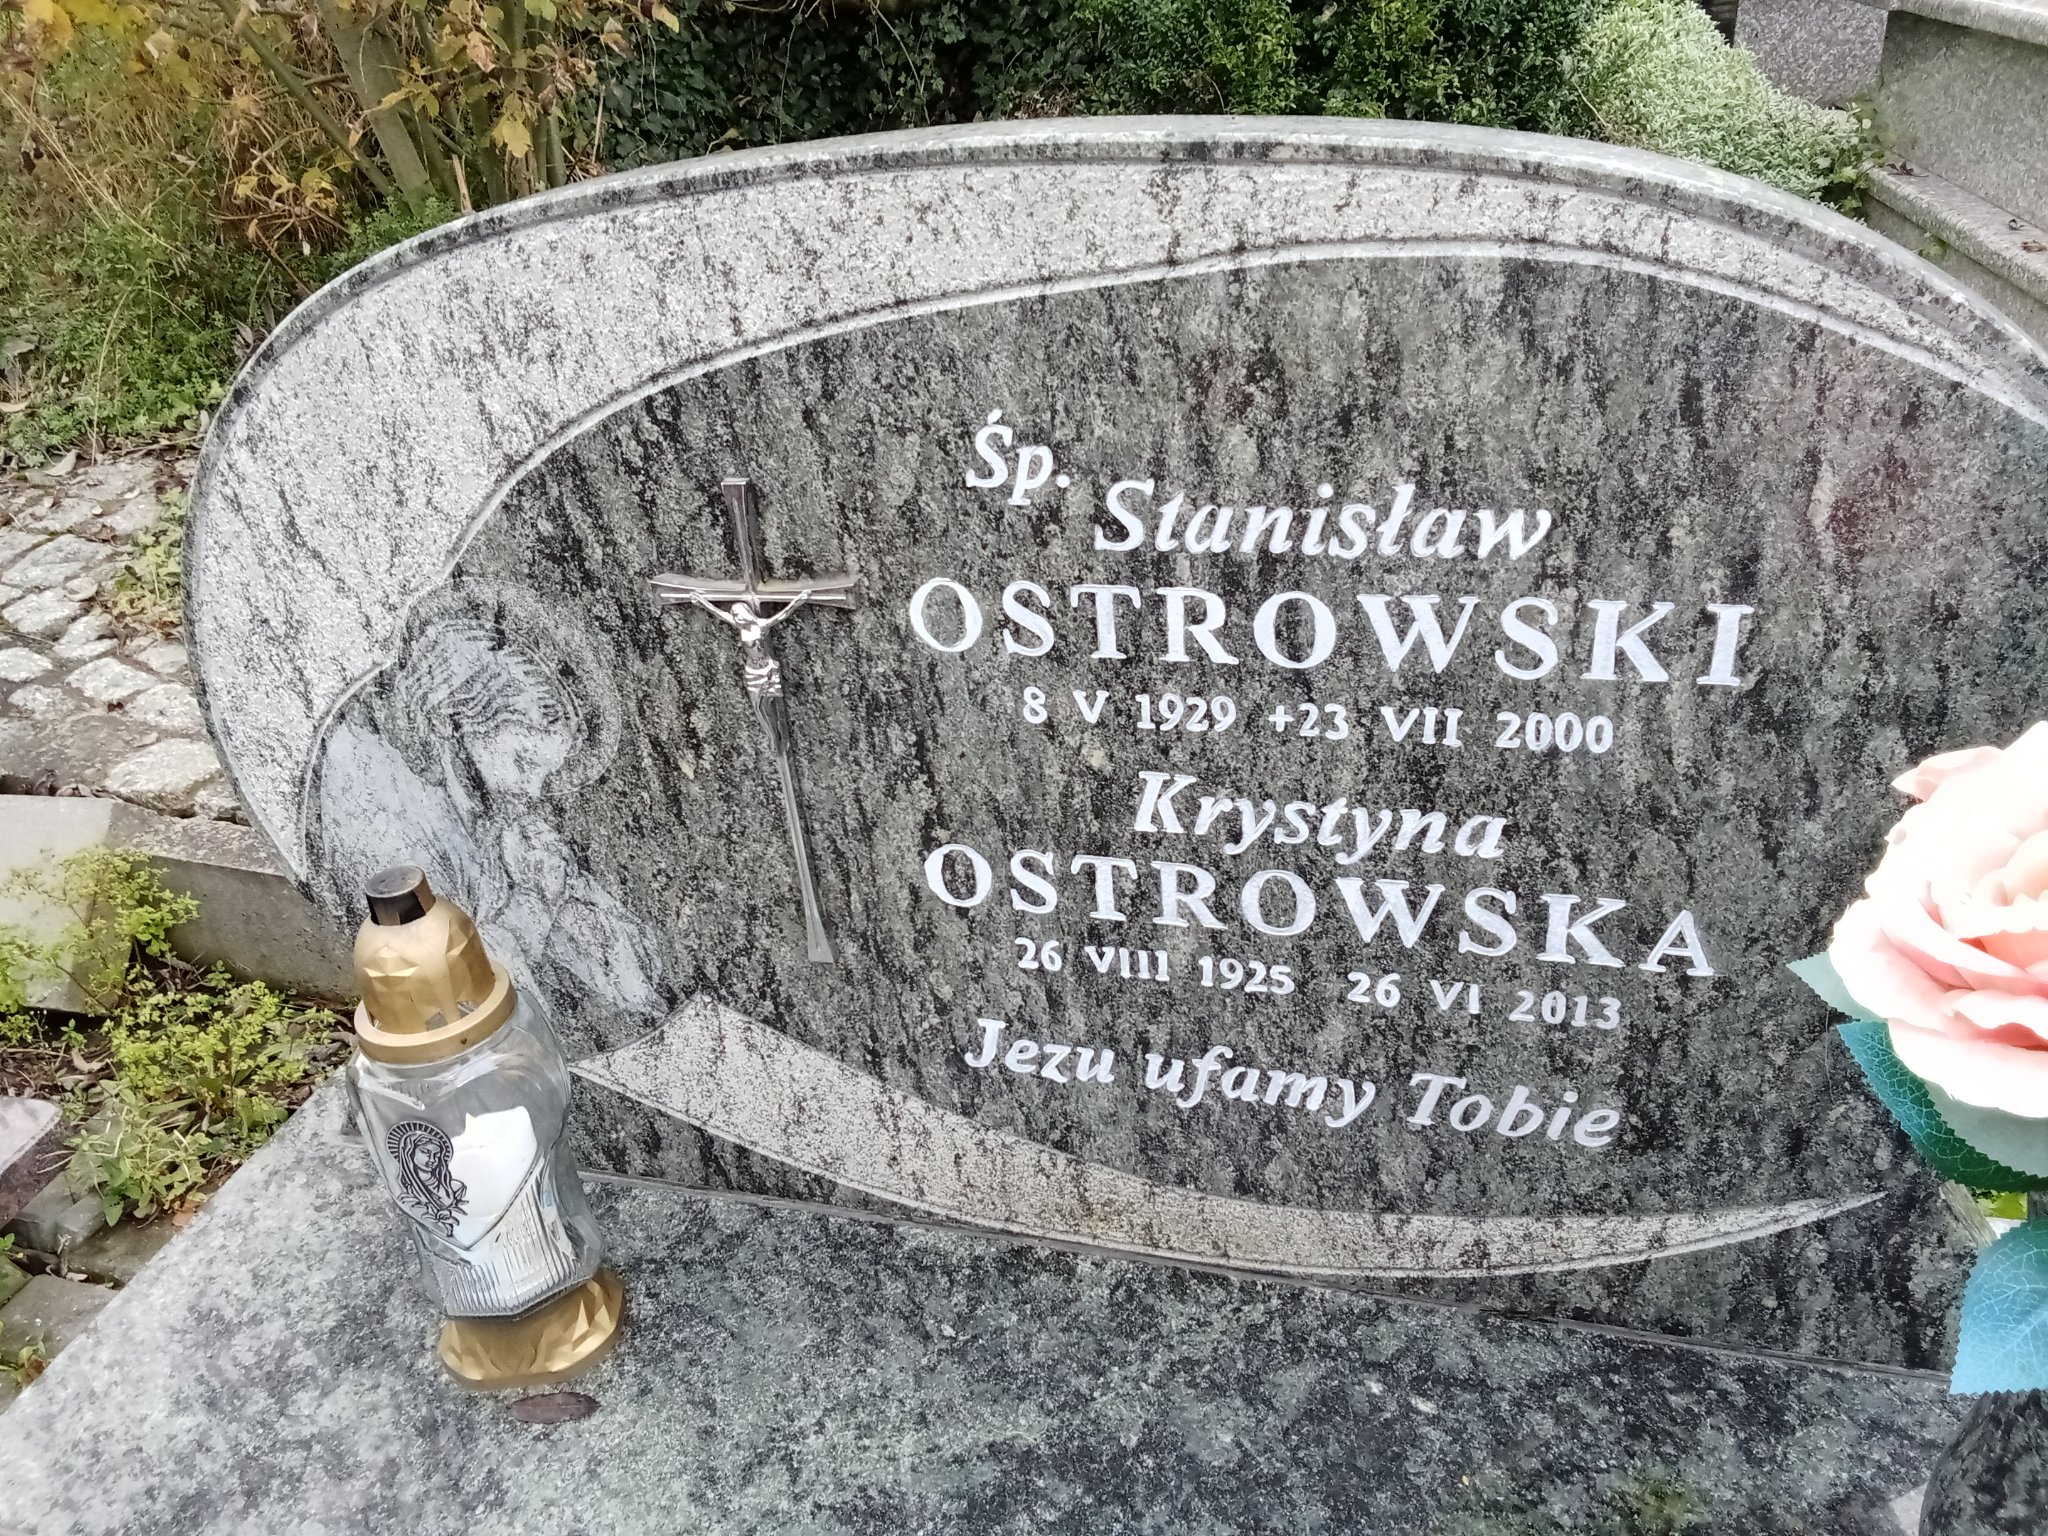 Śp. Stanisław
OSTROWSKI
8 V 1929 +23 VII 2000
Krystyna
OSTROWSKA
26 VIII 1925 26 VI 2013
Jezu ufamy Tobie